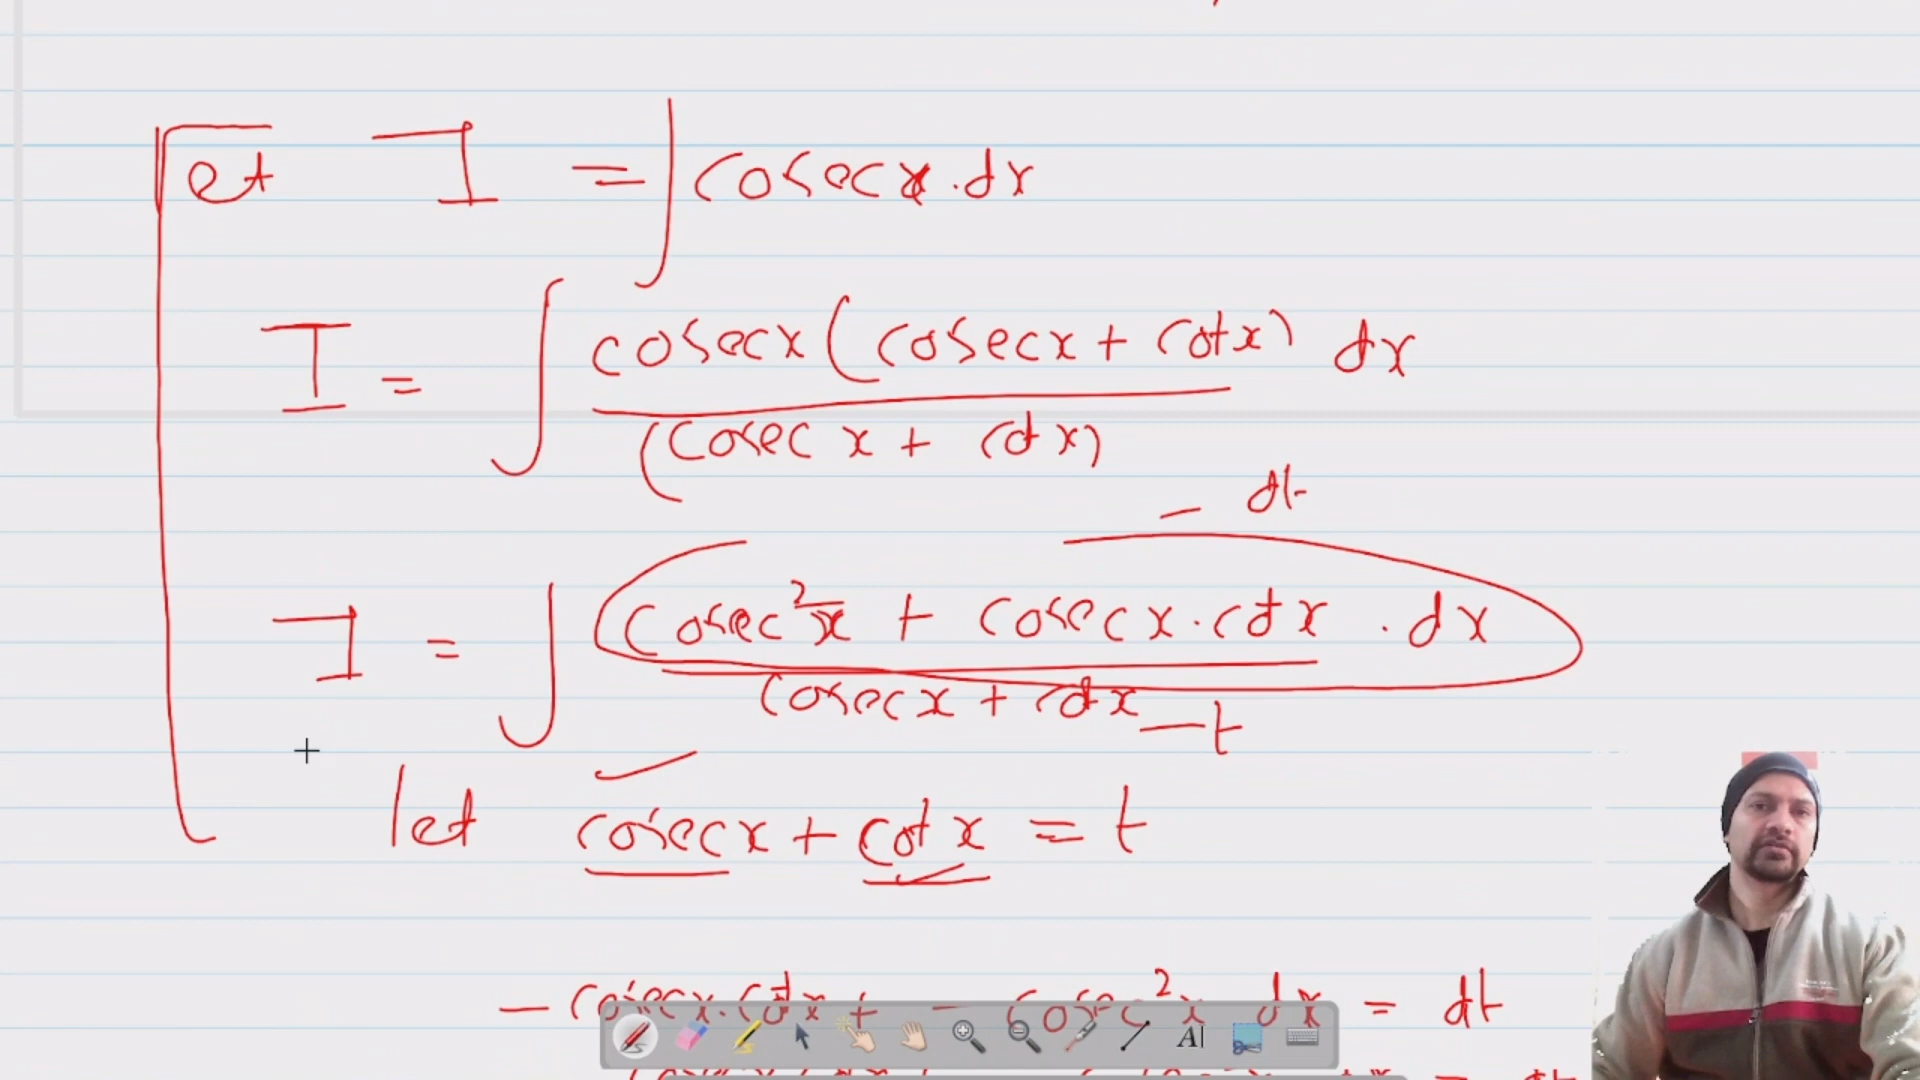 let I = ∫ cosecx.dx
I = ∫ cosecx(cosecx + cotx) dx
(cosec x + cotx)
- dt
I = ∫ cosec²x + cosecx.cotx . dx
cosecx + cotx - t
let cosecx + cotx = t
- cosecx.cotx + - cosec²x dx = dt